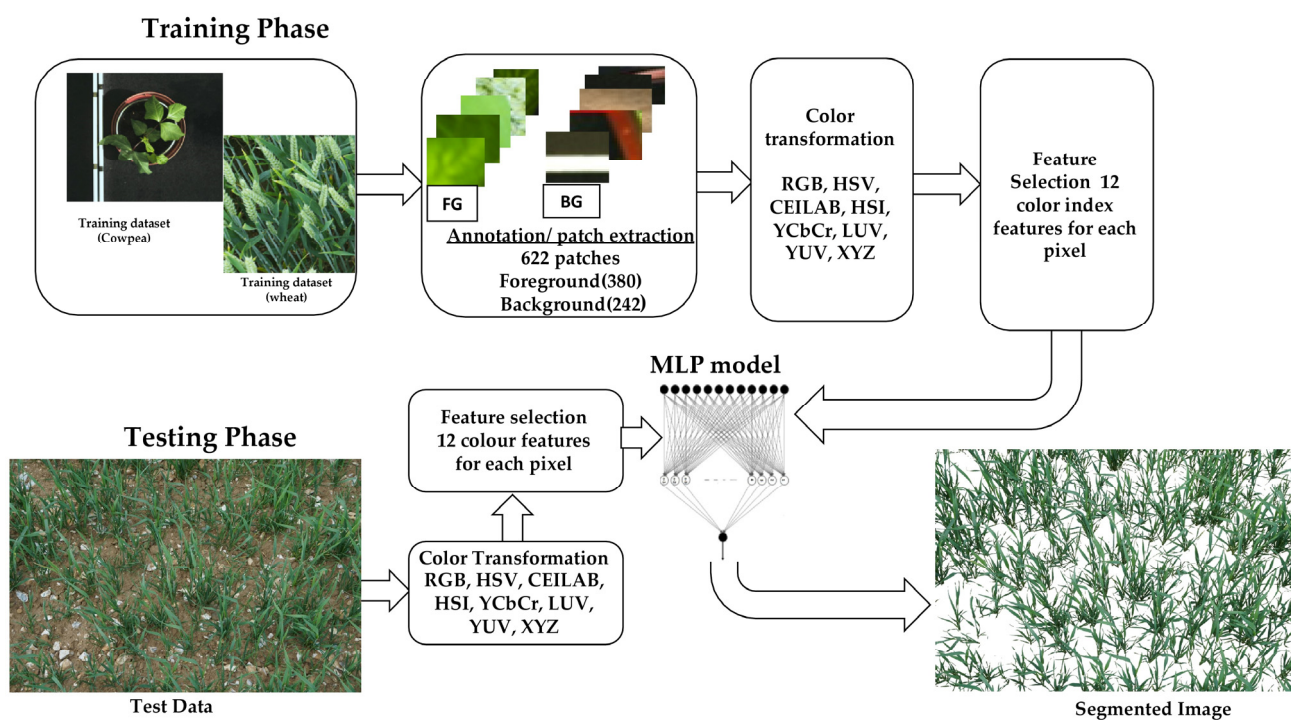 Training Phase
Training dataset
(Cowpea)
Training dataset
(wheat)
FG
BG
Annotation/ patch extraction
622 patches
Foreground(380)
Background(242)
Color
transformation
RGB, HSV,
CEILAB, HSI,
YCbCr, LUV,
YUV, XYZ
Feature
Selection 12
color index
features for each
pixel
MLP model
Testing Phase
Feature selection
12 colour features
for each pixel
Color Transformation
RGB, HSV, CEILAB,
HSI, YCbCr, LUV,
YUV, XYZ
Test Data
Segmented Image